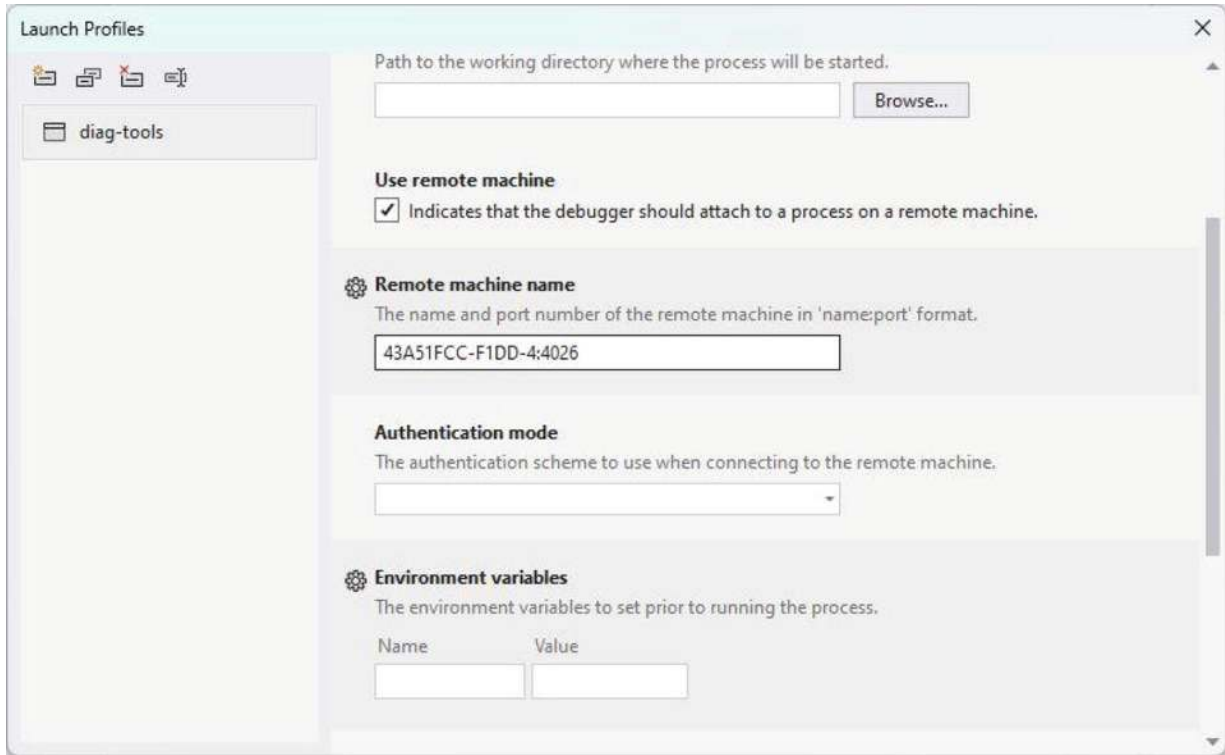 Launch Profiles
diag-tools
Path to the working directory where the process will be started.
Browse...
Use remote machine
Indicates that the debugger should attach to a process on a remote machine.
Remote machine name
The name and port number of the remote machine in 'name:port' format.
43A51FCC-F1DD-4:4026
Authentication mode
The authentication scheme to use when connecting to the remote machine.
Environment variables
The environment variables to set prior to running the process.
Name Value